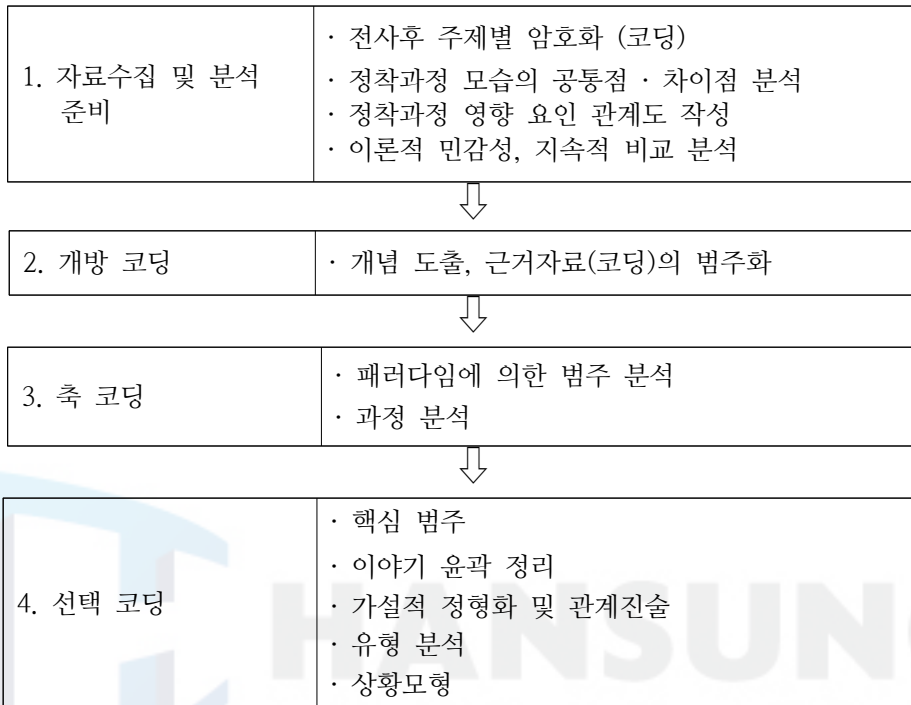 1. 자료수집 및 분석
준비
· 전사후 주제별 암호화 (코딩)
· 정착과정 모습의 공통점 · 차이점 분석
· 정착과정 영향 요인 관계도 작성
· 이론적 민감성, 지속적 비교 분석
2. 개방 코딩
· 개념 도출, 근거자료(코딩)의 범주화
3. 축 코딩
· 패러다임에 의한 범주 분석
· 과정 분석
4. 선택 코딩
· 핵심 범주
· 이야기 윤곽 정리
· 가설적 정형화 및 관계진술
· 유형 분석
· 상황모형
HANSUNG